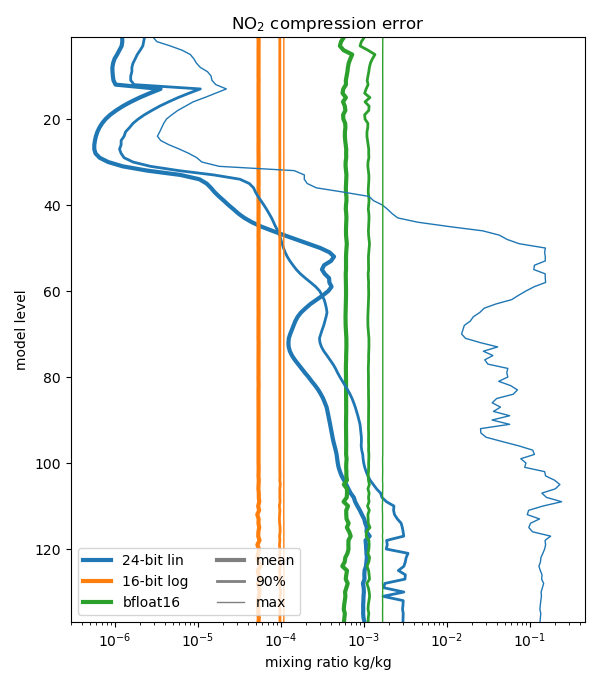 NO₂ compression error
model level
20
40
60
80
100
120
24-bit lin
16-bit log
bfloat16
mean
90%
max
10⁻⁶ 10⁻⁵ 10⁻⁴ 10⁻³ 10⁻² 10⁻¹
mixing ratio kg/kg